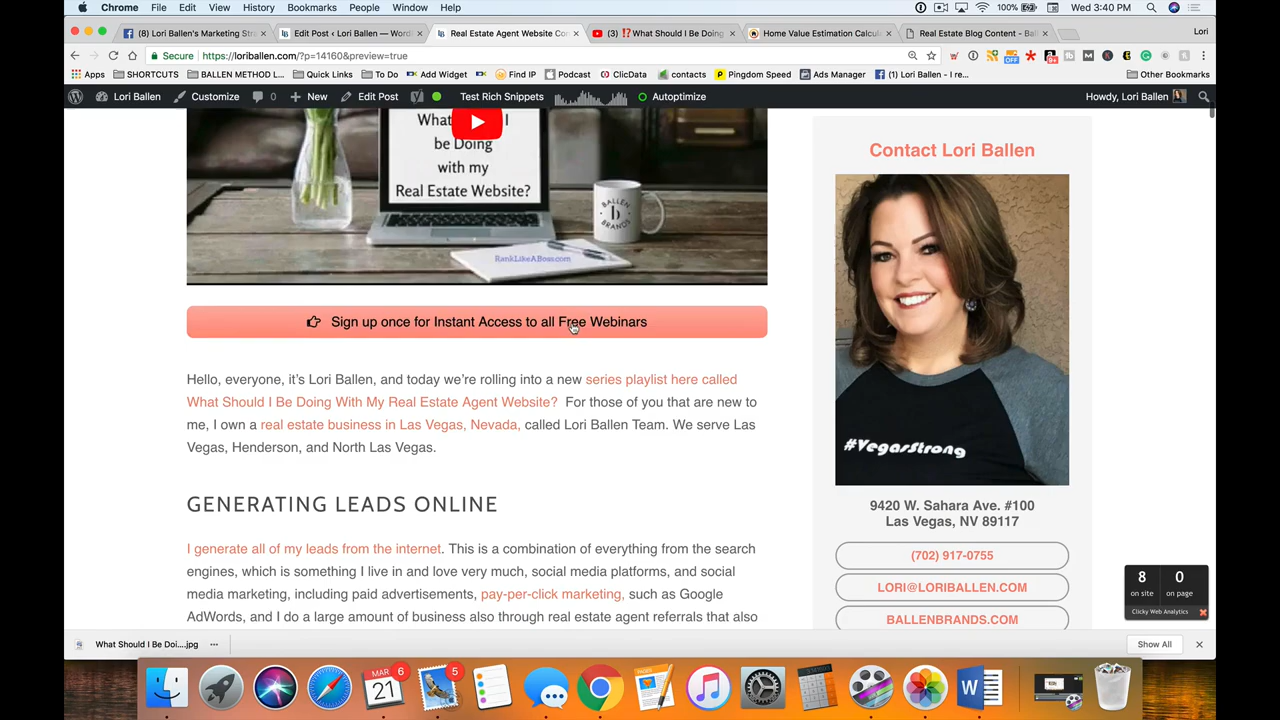 Chrome File Edit View History Bookmarks People Window Help 100% Wed 3:40 PM
(8) Lori Ballen's Marketing Str Edit Post ‹ Lori Ballen — Word Real Estate Agent Website Co (3) ⁉️What Should I Be Doing Home Value Estimation Calcul Real Estate Blog Content - Ball Lori
Secure https://loriballen.com/?p=14160&preview=true
Apps SHORTCUTS BALLEN METHOD L... Quick Links To Do Add Widget Find IP Podcast ClicData contacts Pingdom Speed Ads Manager (1) Lori Ballen - I re... Other Bookmarks
Lori Ballen Customize 0 New Edit Post Test Rich Snippets Autoptimize Howdy, Lori Ballen
be Doing
with my
Real Estate Website?
BALLEN
b
BRANDS
RankLikeABoss.com
Sign up once for Instant Access to all Free Webinars
Hello, everyone, it's Lori Ballen, and today we're rolling into a new series playlist here called
What Should I Be Doing With My Real Estate Agent Website? For those of you that are new to
me, I own a real estate business in Las Vegas, Nevada, called Lori Ballen Team. We serve Las
Vegas, Henderson, and North Las Vegas.
GENERATING LEADS ONLINE
I generate all of my leads from the internet. This is a combination of everything from the search
engines, which is something I live in and love very much, social media platforms, and social
media marketing including paid advertisements, pay-per-click marketing, such as Google
AdWords, and I do a large amount of business also through real estate agent referrals that also
Contact Lori Ballen
#VegasStrong
9420 W. Sahara Ave. #100
Las Vegas, NV 89117
(702) 917-0755
LORI@LORIBALLEN.COM
BALLENBRANDS.COM
8 0
on site on page
Clicky Web Analytics
What Should I Be Doi....jpg Show All
MAR 6 5
21
W